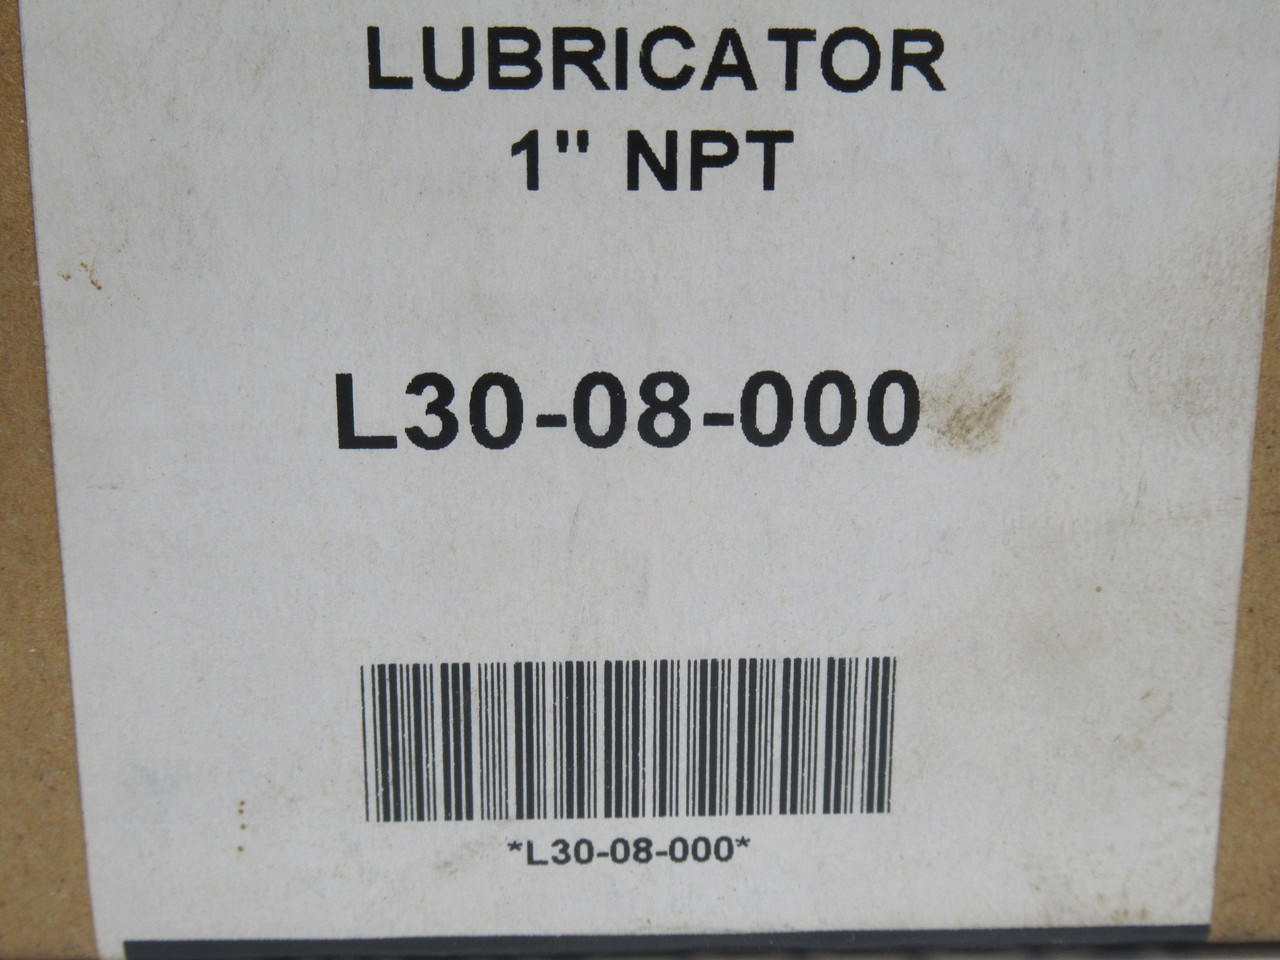 LUBRICATOR
1" NPT
L30-08-000
*L30-08-000*